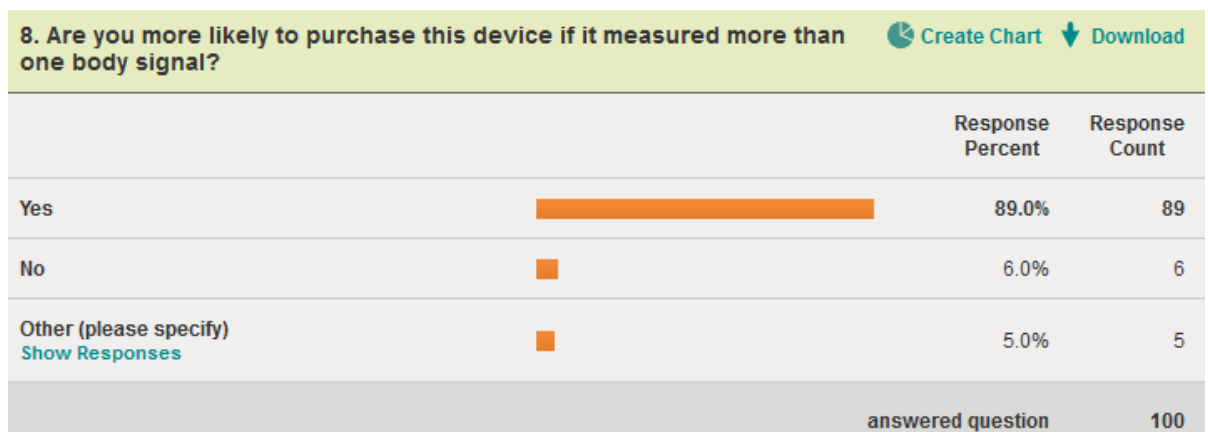 8. Are you more likely to purchase this device if it measured more than
one body signal?
Create Chart Download
Response
Percent
Response
Count
Yes 89.0% 89
No 6.0% 6
Other (please specify)
Show Responses
5.0% 5
answered question 100